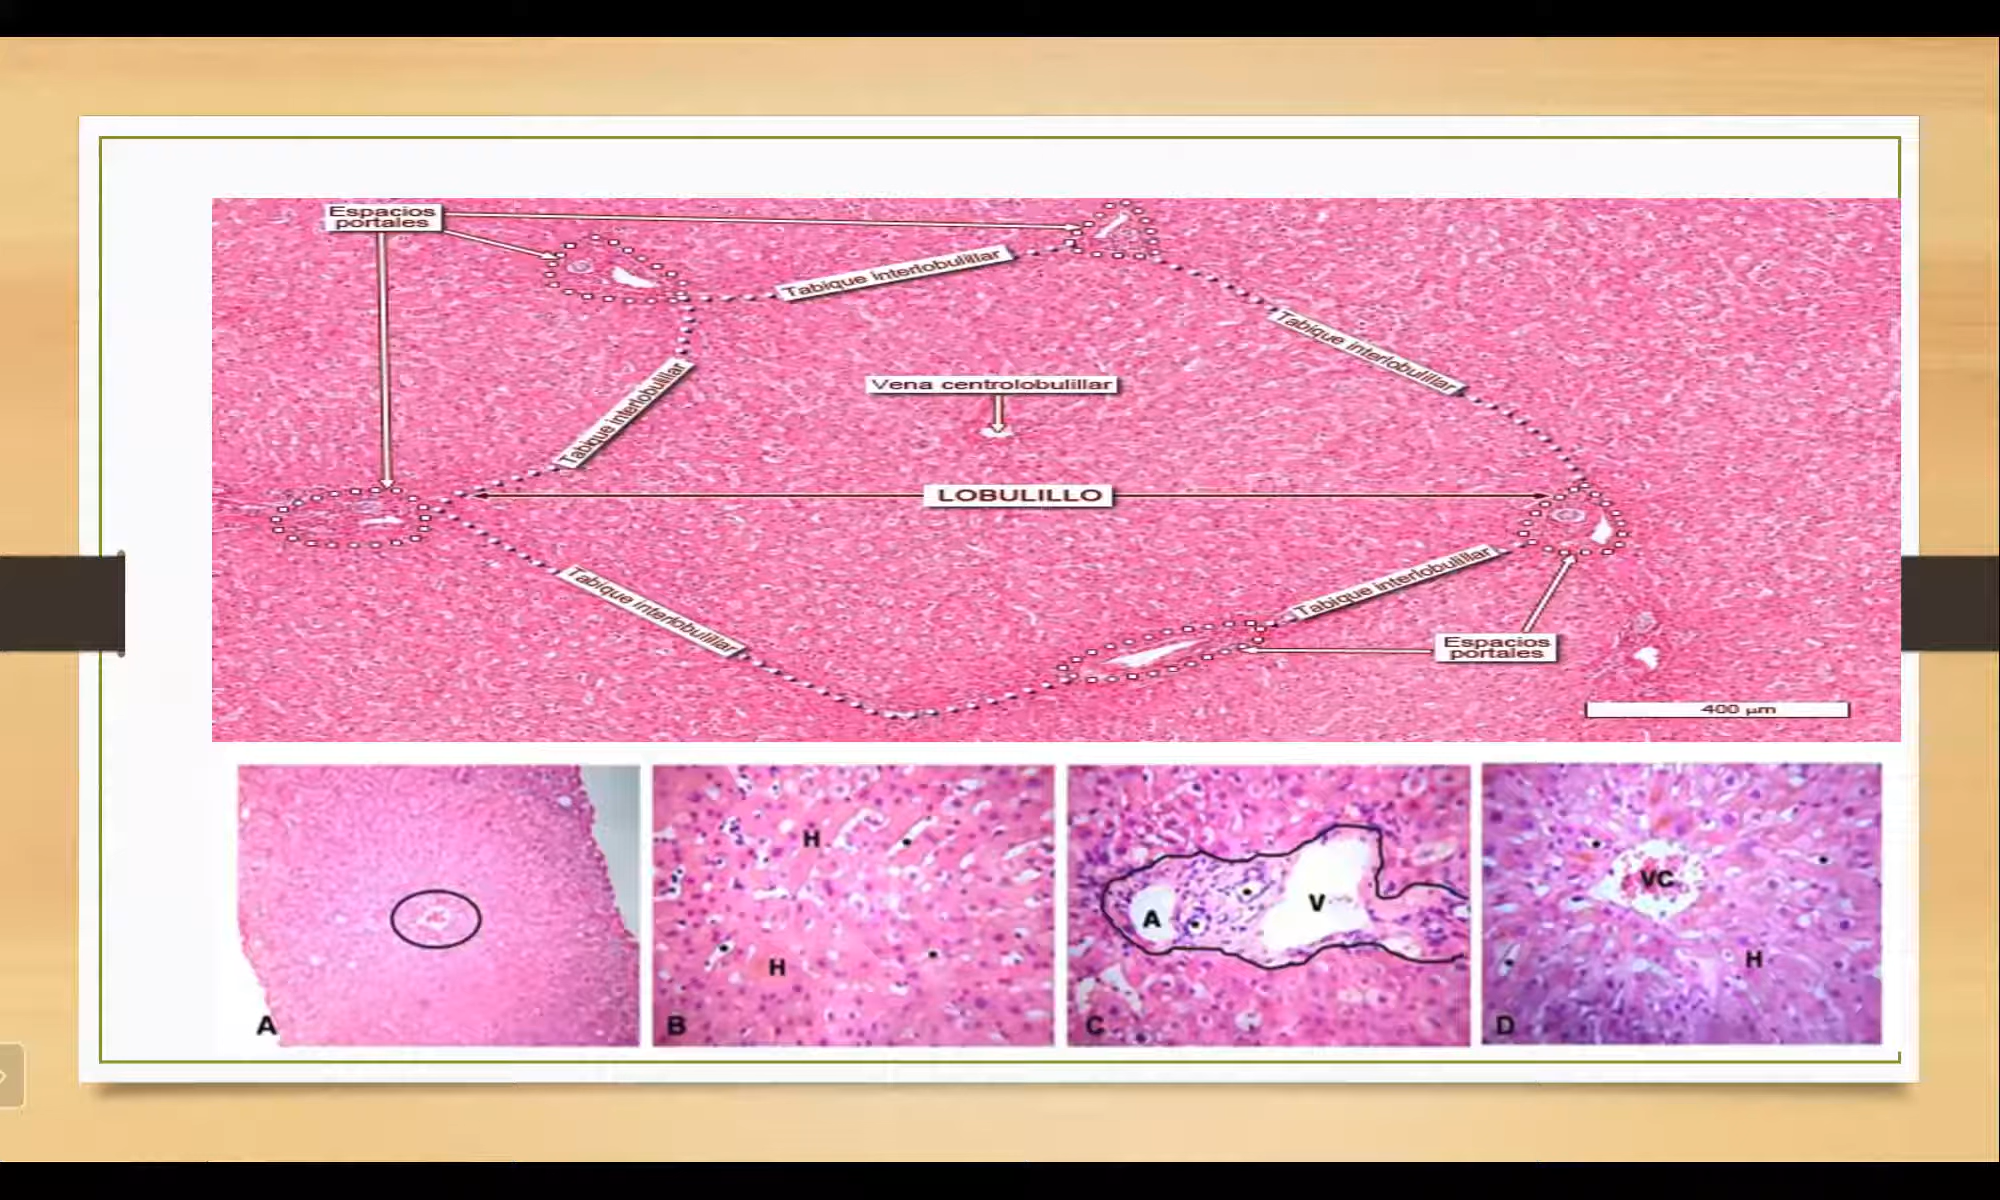 Espacios
portales
Tabique interlobulillar
Tabique interlobulillar
Tabique interlobulillar
Vena centrolobulillar
LOBULILLO
Tabique interlobulillar
Tabique interlobulillar
Espacios
portales
400 µm
H
H
A
V
VC
H
A
B
C
D